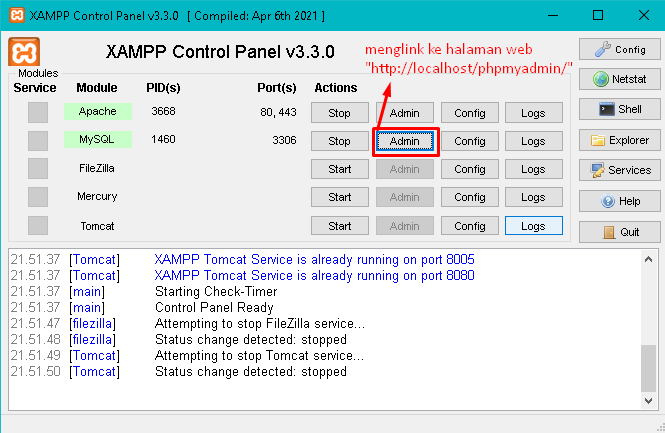 XAMPP Control Panel v3.3.0 [ Compiled: Apr 6th 2021 ]
XAMPP Control Panel v3.3.0
menglink ke halaman web
"http://localhost/phpmyadmin/"
Config
Netstat
Shell
Explorer
Services
Help
Quit
Modules
Service Module PID(s) Port(s) Actions
Apache 3668 80, 443 Stop Admin Config Logs
MySQL 1460 3306 Stop Admin Config Logs
FileZilla Start Admin Config Logs
Mercury Start Admin Config Logs
Tomcat Start Admin Config Logs
21.51.37 [Tomcat] XAMPP Tomcat Service is already running on port 8005
21.51.37 [Tomcat] XAMPP Tomcat Service is already running on port 8080
21.51.37 [main] Starting Check-Timer
21.51.37 [main] Control Panel Ready
21.51.47 [filezilla] Attempting to stop FileZilla service...
21.51.48 [filezilla] Status change detected: stopped
21.51.49 [Tomcat] Attempting to stop Tomcat service...
21.51.50 [Tomcat] Status change detected: stopped